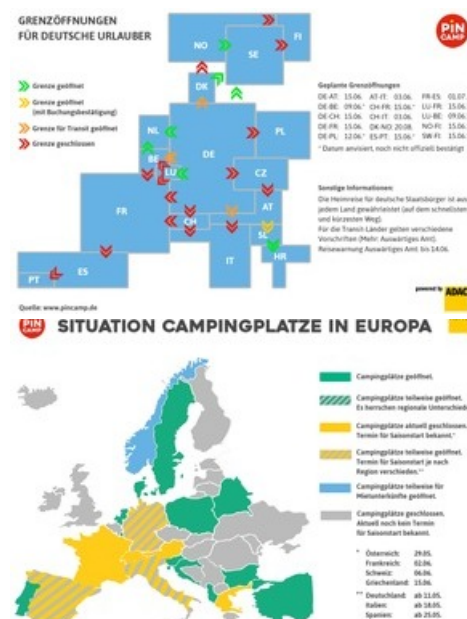 GRENZÖFFNUNGEN
FÜR DEUTSCHE URLAUBER
PiN
CAMP
Grenze geöffnet
Grenze geöffnet
(mit Buchungsbestätigung)
Grenze für Transit geöffnet
Grenze geschlossen
NO
SE
FI
DK
NL
BE
LU
DE
PL
CZ
FR
CH
AT
SL
HR
IT
ES
PT
Geplante Grenzöffnungen
DE-AT: 15.06. AT-IT: 03.06. FR-ES: 01.07.
DE-BE: 09.06.* CH-FR: 15.06.* LU-FR: 15.06.
DE-CH: 15.06. CH-IT: 03.06. LU-BE: 09.06.
DE-FR: 15.06. DK-NO: 20.08. NO-FI: 15.06.
DE-PL: 12.06.* ES-PT: 15.06.* SW-FI: 15.06.
* Datum anvisiert, noch nicht offiziell bestätigt
Sonstige Informationen:
Die Heimreise für deutsche Staatsbürger ist aus
jedem Land gewährleistet (auf dem schnellsten
und kürzesten Weg).
Für die Transit-Länder gelten verschiedene
Vorschriften (Mehr: Auswärtiges Amt).
Reisewarnung Auswärtiges Amt bis 14.06.
powered by ADAC
Quelle: www.pincamp.de
PiN
CAMP
SITUATION CAMPINGPLATZE IN EUROPA
Campingplätze geöffnet.
Campingplätze teilweise geöffnet.
Es herrschen regionale Unterschiede
Campingplätze aktuell geschlossen.
Termin für Saisonstart bekannt.*
Campingplätze teilweise geöffnet.
Termin für Saisonstart je nach
Region verschieden.**
Campingplätze teilweise für
Mietunterkünfte geöffnet.
Campingplätze geschlossen.
Aktuell noch kein Termin
für Saisonstart bekannt.
* Österreich: 29.05.
Frankreich: 02.06.
Schweiz: 06.06.
Griechenland: 15.06.
** Deutschland: ab 11.05.
Italien: ab 18.05.
Spanien: ab 25.05.